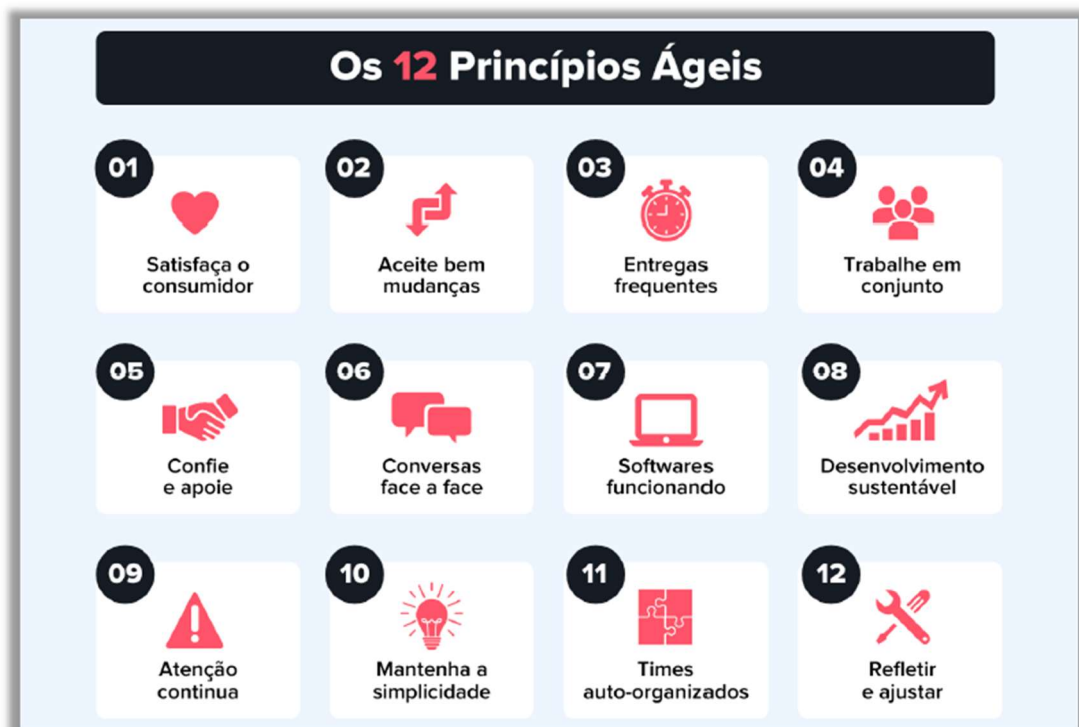 Os 12 Princípios Ágeis
01
Satisfaça o
consumidor
02
Aceite bem
mudanças
03
Entregas
frequentes
04
Trabalhe em
conjunto
05
Confie
e apoie
06
Conversas
face a face
07
Softwares
funcionando
08
Desenvolvimento
sustentável
09
Atenção
continua
10
Mantenha a
simplicidade
11
Times
auto-organizados
12
Refletir
e ajustar